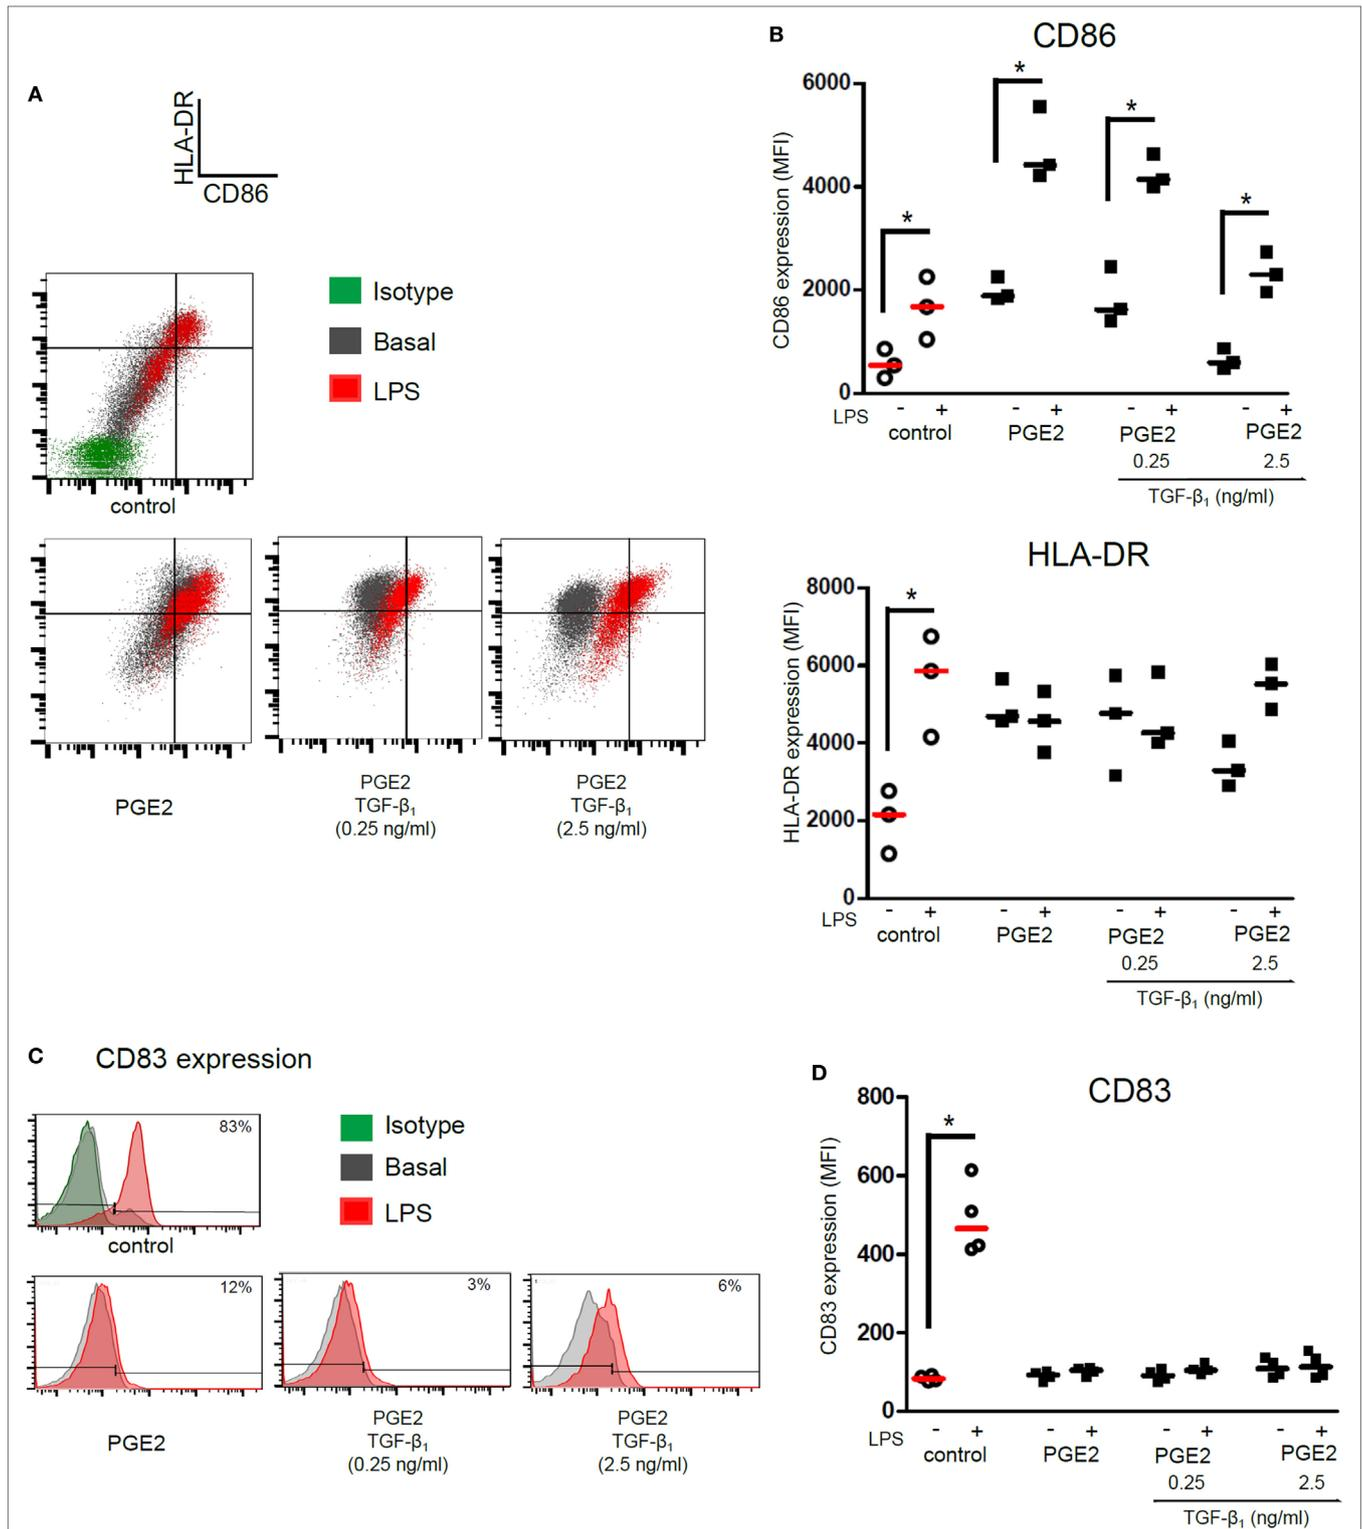 A
HLA-DR
CD86
Isotype
Basal
LPS
control
PGE2
PGE2
TGF-β₁
(0.25 ng/ml)
PGE2
TGF-β₁
(2.5 ng/ml)
B
CD86
CD86 expression (MFI)
6000
4000
2000
0
*
*
*
*
LPS
- +
- +
- +
- +
control
PGE2
PGE2
PGE2
0.25
2.5
TGF-β₁ (ng/ml)
HLA-DR
HLA-DR expression (MFI)
8000
6000
4000
2000
0
*
LPS
- +
- +
- +
- +
control
PGE2
PGE2
PGE2
0.25
2.5
TGF-β₁ (ng/ml)
C
CD83 expression
83%
control
Isotype
Basal
LPS
12%
3%
6%
PGE2
PGE2
TGF-β₁
(0.25 ng/ml)
PGE2
TGF-β₁
(2.5 ng/ml)
D
CD83
CD83 expression (MFI)
800
600
400
200
0
*
LPS
- +
- +
- +
- +
control
PGE2
PGE2
PGE2
0.25
2.5
TGF-β₁ (ng/ml)